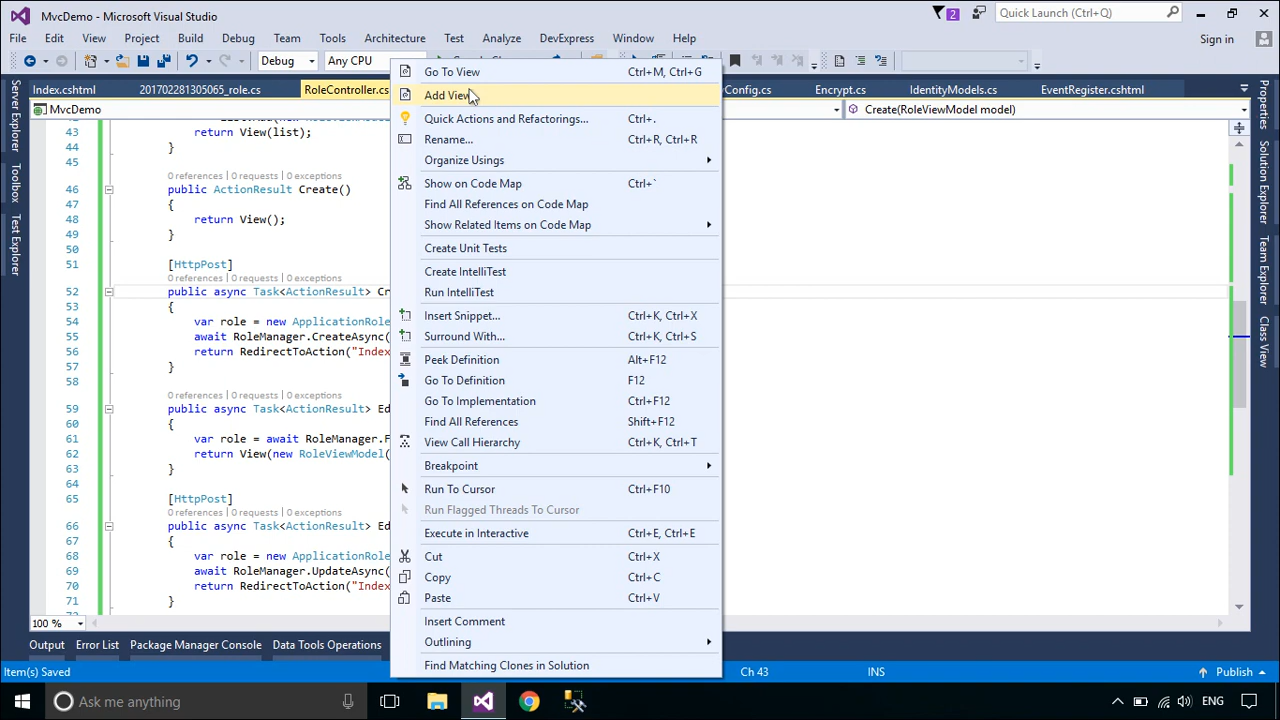 MvcDemo - Microsoft Visual Studio
2
Quick Launch (Ctrl+Q)
File Edit View Project Build Debug Team Tools Architecture Test Analyze DevExpress Window Help
Sign in
Debug Any CPU
Index.cshtml 201702281305065_role.cs RoleController.cs Config.cs Encrypt.cs IdentityModels.cs EventRegister.cshtml
MvcDemo Create(RoleViewModel model)
Server Explorer
Toolbox
Test Explorer
43 return View(list);
44 }
45
0 references | 0 requests | 0 exceptions
46 public ActionResult Create()
47 {
48 return View();
49 }
50
51 [HttpPost]
0 references | 0 requests | 0 exceptions
52 public async Task<ActionResult> Cr
53 {
54 var role = new ApplicationRole
55 await RoleManager.CreateAsync(
56 return RedirectToAction("Index
57 }
58
0 references | 0 requests | 0 exceptions
59 public async Task<ActionResult> Ed
60 {
61 var role = await RoleManager.F
62 return View(new RoleViewModel(
63 }
64
65 [HttpPost]
0 references | 0 requests | 0 exceptions
66 public async Task<ActionResult> Ed
67 {
68 var role = new ApplicationRole
69 await RoleManager.UpdateAsync(
70 return RedirectToAction("Index
71 }
100 %
Go To View Ctrl+M, Ctrl+G
Add View
Quick Actions and Refactorings... Ctrl+.
Rename... Ctrl+R, Ctrl+R
Organize Usings
Show on Code Map Ctrl+`
Find All References on Code Map
Show Related Items on Code Map
Create Unit Tests
Create IntelliTest
Run IntelliTest
Insert Snippet... Ctrl+K, Ctrl+X
Surround With... Ctrl+K, Ctrl+S
Peek Definition Alt+F12
Go To Definition F12
Go To Implementation Ctrl+F12
Find All References Shift+F12
View Call Hierarchy Ctrl+K, Ctrl+T
Breakpoint
Run To Cursor Ctrl+F10
Run Flagged Threads To Cursor
Execute in Interactive Ctrl+E, Ctrl+E
Cut Ctrl+X
Copy Ctrl+C
Paste Ctrl+V
Insert Comment
Outlining
Find Matching Clones in Solution
Properties
Solution Explorer
Team Explorer
Class View
Output Error List Package Manager Console Data Tools Operations
Item(s) Saved Ch 43 INS Publish
Ask me anything
ENG